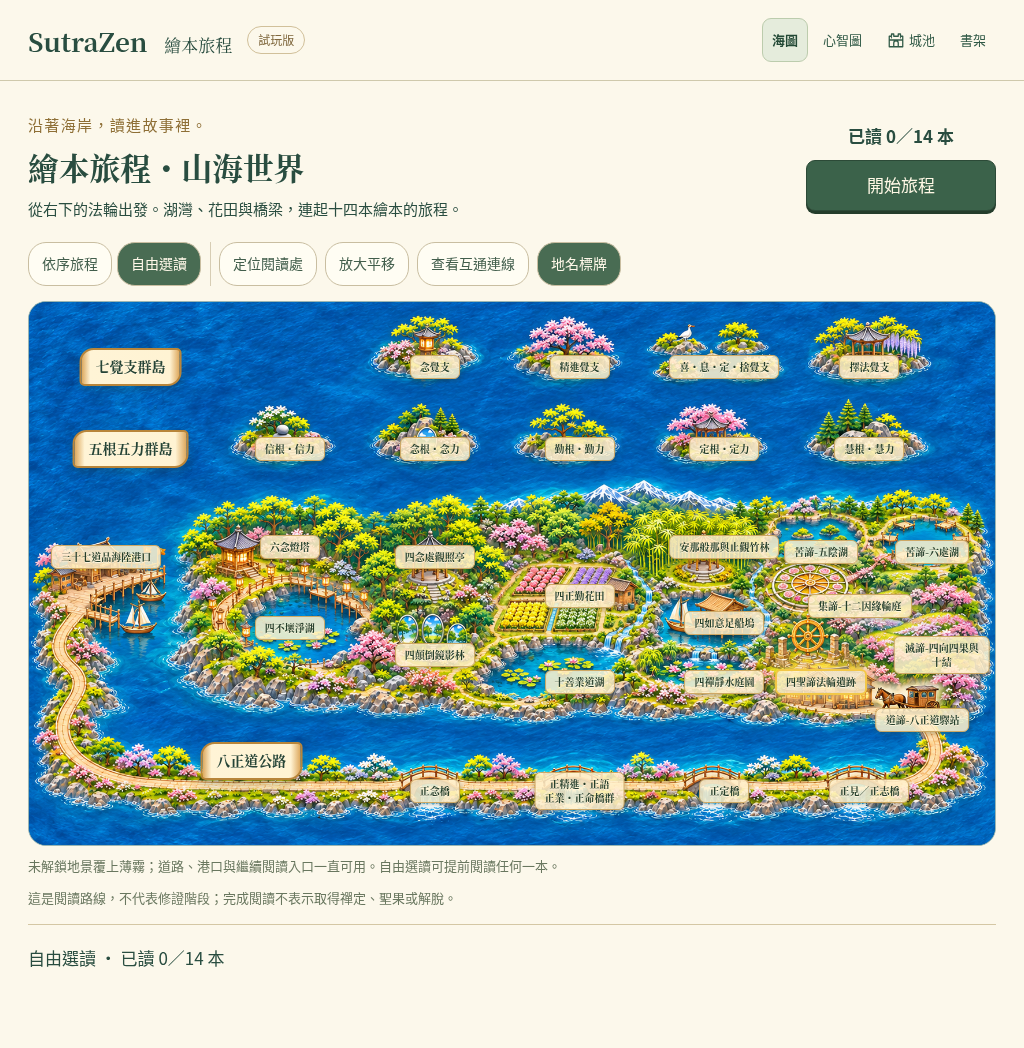 SutraZen 繪本旅程 試玩版
海圖 心智圖 城池 書架
沿著海岸，讀進故事裡。
繪本旅程・山海世界
從右下的法輪出發。湖灣、花田與橋梁，連起十四本繪本的旅程。
已讀 0／14 本
開始旅程
依序旅程 自由選讀 定位閱讀處 放大平移 查看互通連線 地名標牌
七覺支群島
念覺支
精進覺支
喜・息・定・捨覺支
擇法覺支
五根五力群島
信根・信力
念根・念力
勤根・勤力
定根・定力
慧根・慧力
三十七道品海陸港口
六念燈塔
四念處觀照亭
安那般那與止觀竹林
苦諦-五陰湖
苦諦-六處湖
四正勤花田
集諦-十二因緣輪庭
四不壞淨湖
四如意足船塢
四顛倒鏡影林
滅諦-四向四果與
十結
十善業道湖
四禪靜水庭園
四聖諦法輪遺跡
道諦-八正道驛站
八正道公路
正念橋
正精進・正語
正業・正命橋群
正定橋
正見／正志橋
未解鎖地景覆上薄霧；道路、港口與繼續閱讀入口一直可用。自由選讀可提前閱讀任何一本。
這是閱讀路線，不代表修證階段；完成閱讀不表示取得禪定、聖果或解脫。
自由選讀 ・ 已讀 0／14 本